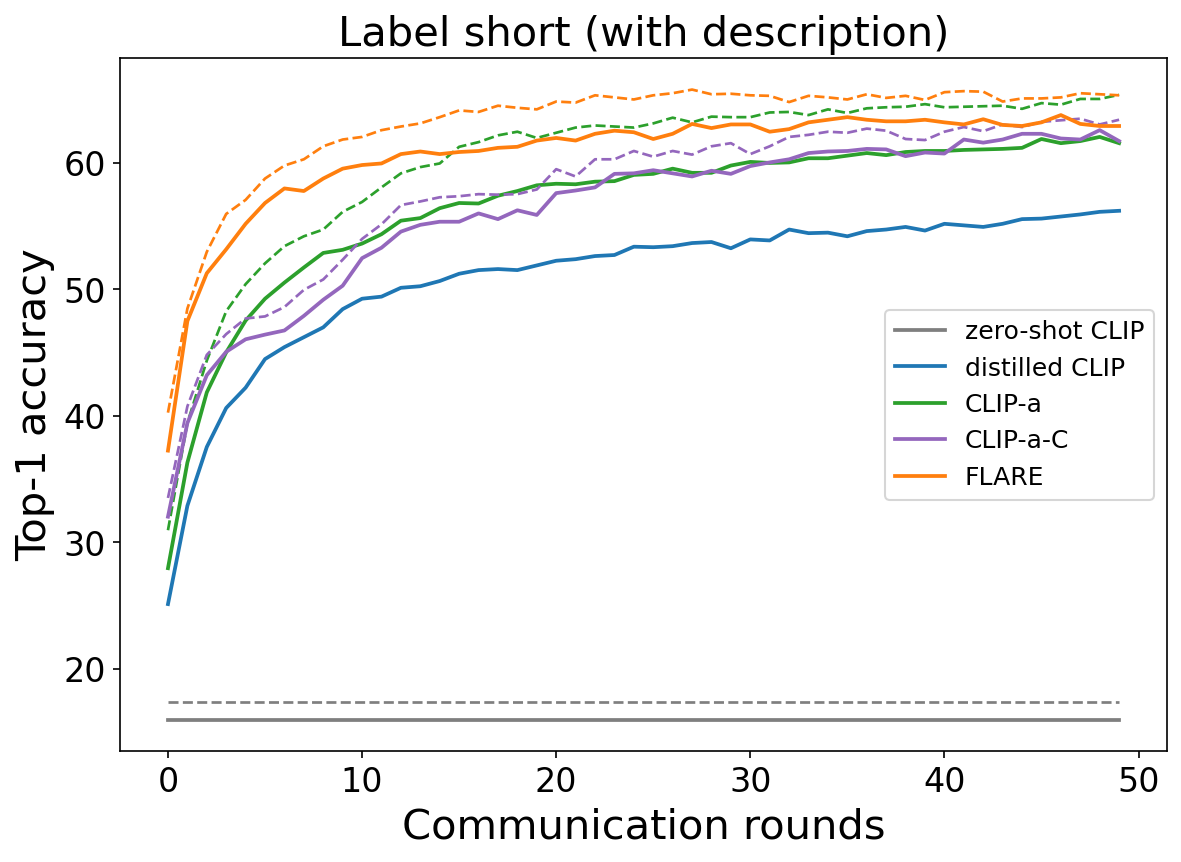 Label short (with description)
Top-1 accuracy
60
50
40
30
20
zero-shot CLIP
distilled CLIP
CLIP-a
CLIP-a-C
FLARE
0 10 20 30 40 50
Communication rounds